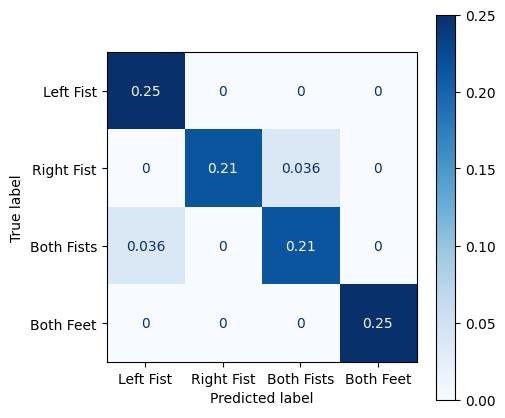 Left Fist 0.25 0 0 0
Right Fist 0 0.21 0.036 0
Both Fists 0.036 0 0.21 0
Both Feet 0 0 0 0.25
Left Fist Right Fist Both Fists Both Feet
Predicted label
True label
0.25
0.20
0.15
0.10
0.05
0.00